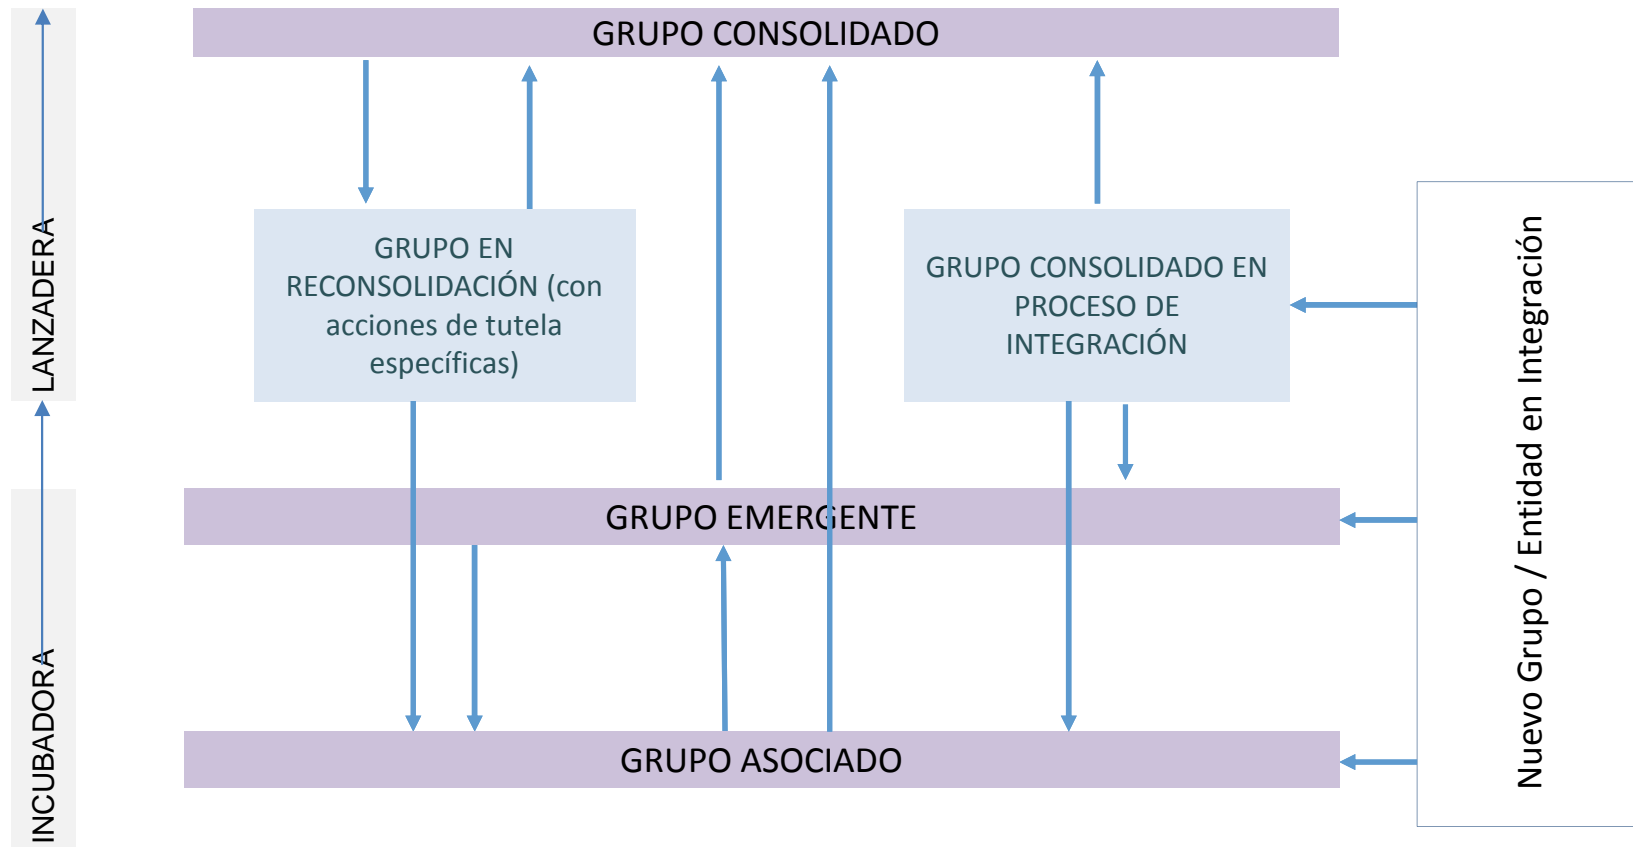 GRUPO CONSOLIDADO
LANZADERA
GRUPO EN
RECONSOLIDACIÓN (con
acciones de tutela
específicas)
GRUPO CONSOLIDADO EN
PROCESO DE
INTEGRACIÓN
Nuevo Grupo / Entidad en Integración
GRUPO EMERGENTE
INCUBADORA
GRUPO ASOCIADO